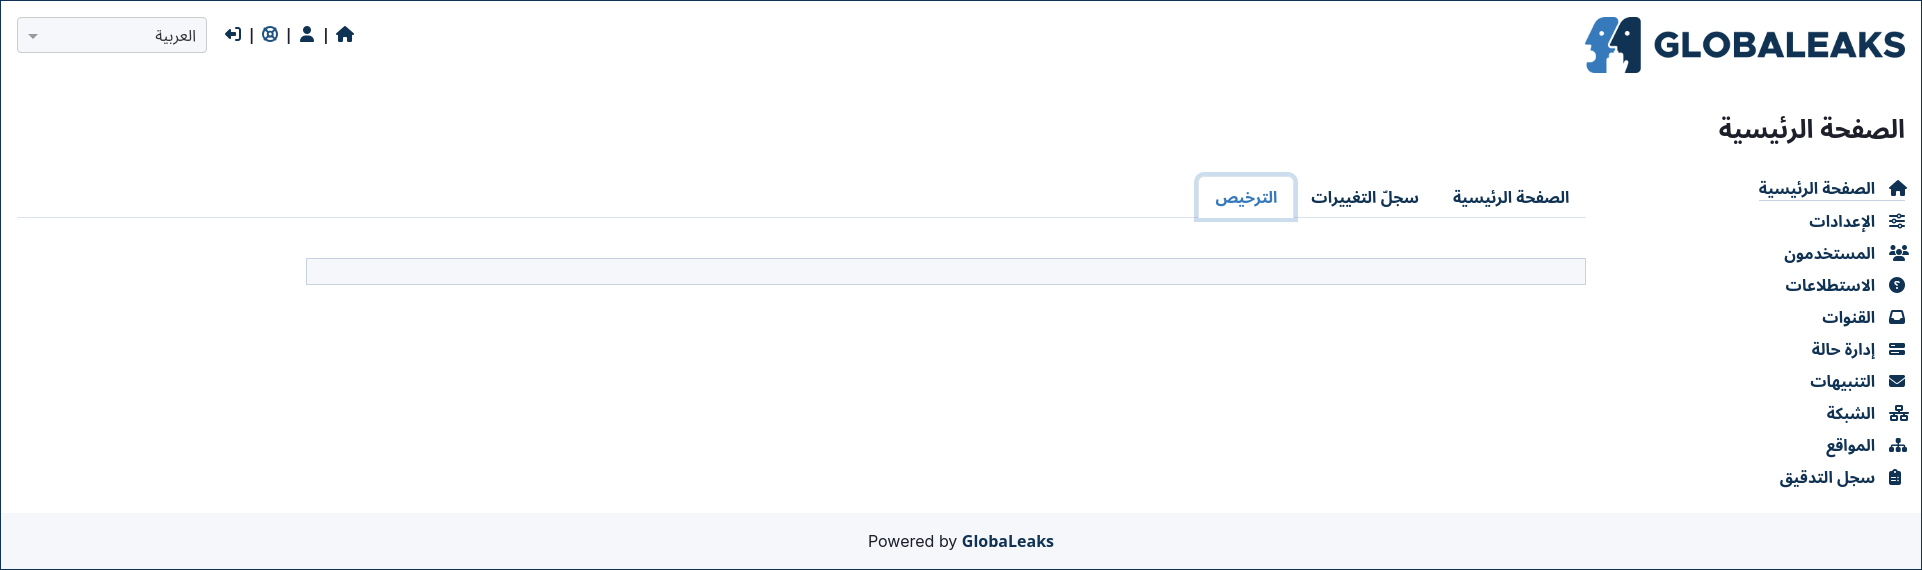 GLOBALEAKS
العربية
الصفحة الرئيسية
الصفحة الرئيسية
الإعدادات
المستخدمون
الاستطلاعات
القنوات
إدارة حالة
التنبيهات
الشبكة
المواقع
سجل التدقيق
الصفحة الرئيسية سجلّ التغييرات الترخيص
Powered by GlobaLeaks